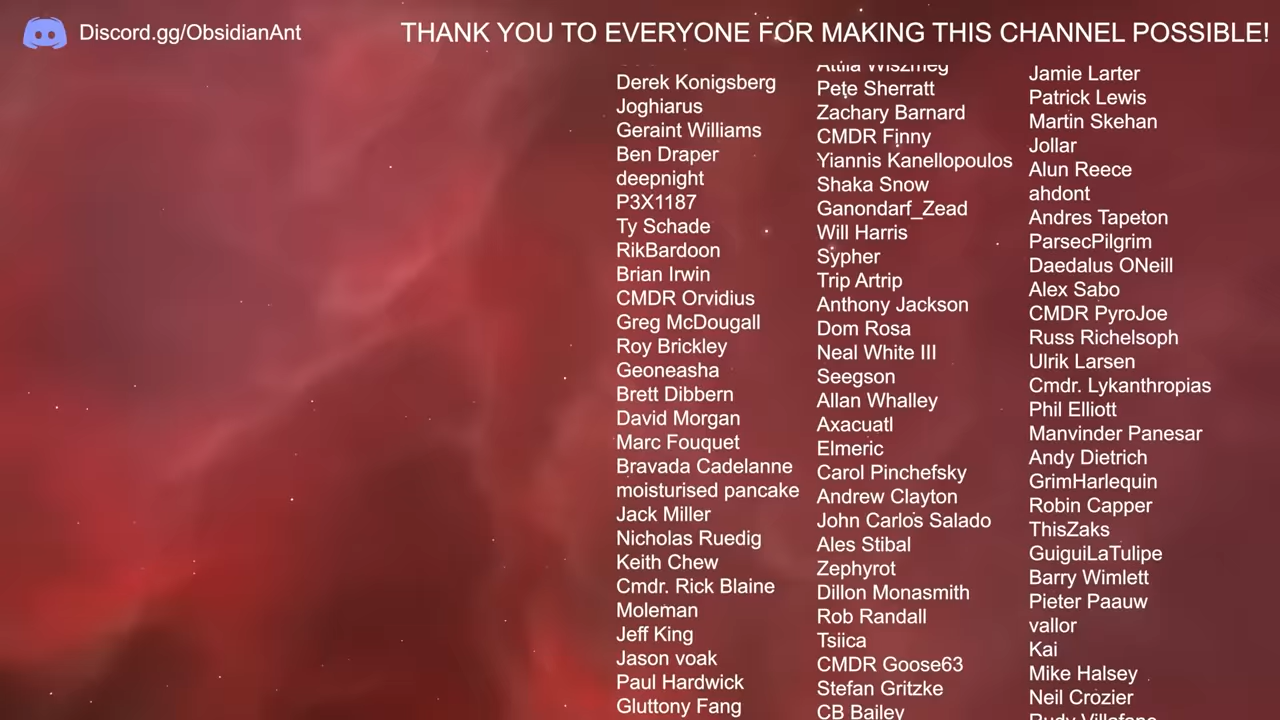 Discord.gg/ObsidianAnt
THANK YOU TO EVERYONE FOR MAKING THIS CHANNEL POSSIBLE!
Derek Konigsberg
Joghiarus
Geraint Williams
Ben Draper
deepnight
P3X1187
Ty Schade
RikBardoon
Brian Irwin
CMDR Orvidius
Greg McDougall
Roy Brickley
Geoneasha
Brett Dibbern
David Morgan
Marc Fouquet
Bravada Cadelanne
moisturised pancake
Jack Miller
Nicholas Ruedig
Keith Chew
Cmdr. Rick Blaine
Moleman
Jeff King
Jason voak
Paul Hardwick
Gluttony Fang
Attila Wiszmeg
Pete Sherratt
Zachary Barnard
CMDR Finny
Yiannis Kanellopoulos
Shaka Snow
Ganondarf_Zead
Will Harris
Sypher
Trip Artrip
Anthony Jackson
Dom Rosa
Neal White III
Seegson
Allan Whalley
Axacuatl
Elmeric
Carol Pinchefsky
Andrew Clayton
John Carlos Salado
Ales Stibal
Zephyrot
Dillon Monasmith
Rob Randall
Tsiica
CMDR Goose63
Stefan Gritzke
CB Bailey
Jamie Larter
Patrick Lewis
Martin Skehan
Jollar
Alun Reece
ahdont
Andres Tapeton
ParsecPilgrim
Daedalus ONeill
Alex Sabo
CMDR PyroJoe
Russ Richelsoph
Ulrik Larsen
Cmdr. Lykanthropias
Phil Elliott
Manvinder Panesar
Andy Dietrich
GrimHarlequin
Robin Capper
ThisZaks
GuiguiLaTulipe
Barry Wimlett
Pieter Paauw
vallor
Kai
Mike Halsey
Neil Crozier